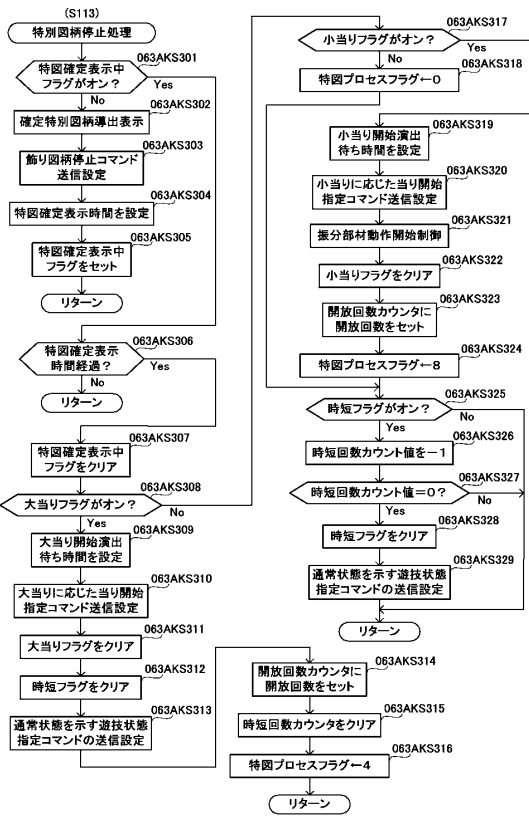 (S113)
特別図柄停止処理
063AKS301
特図確定表示中
フラグがオン?
Yes
No
063AKS302
確定特別図柄導出表示
063AKS303
飾り図柄停止コマンド
送信設定
063AKS304
特図確定表示時間を設定
063AKS305
特図確定表示中
フラグをセット
リターン
063AKS306
特図確定表示
時間経過?
Yes
No
リターン
063AKS307
特図確定表示中
フラグをクリア
063AKS308
大当りフラグがオン?
No
Yes
063AKS309
大当り開始演出
待ち時間を設定
063AKS310
大当りに応じた当り開始
指定コマンド送信設定
063AKS311
大当りフラグをクリア
063AKS312
時短フラグをクリア
063AKS313
通常状態を示す遊技状態
指定コマンドの送信設定
063AKS314
開放回数カウンタに
開放回数をセット
063AKS315
時短回数カウンタをクリア
063AKS316
特図プロセスフラグ←4
リターン
063AKS317
小当りフラグがオン?
Yes
No
063AKS318
特図プロセスフラグ←0
063AKS319
小当り開始演出
待ち時間を設定
063AKS320
小当りに応じた当り開始
指定コマンド送信設定
063AKS321
振分部材動作開始制御
063AKS322
小当りフラグをクリア
063AKS323
開放回数カウンタに
開放回数をセット
063AKS324
特図プロセスフラグ←8
063AKS325
時短フラグがオン?
No
Yes
063AKS326
時短回数カウント値を−1
063AKS327
時短回数カウント値=0?
No
Yes
063AKS328
時短フラグをクリア
063AKS329
通常状態を示す遊技状態
指定コマンドの送信設定
リターン